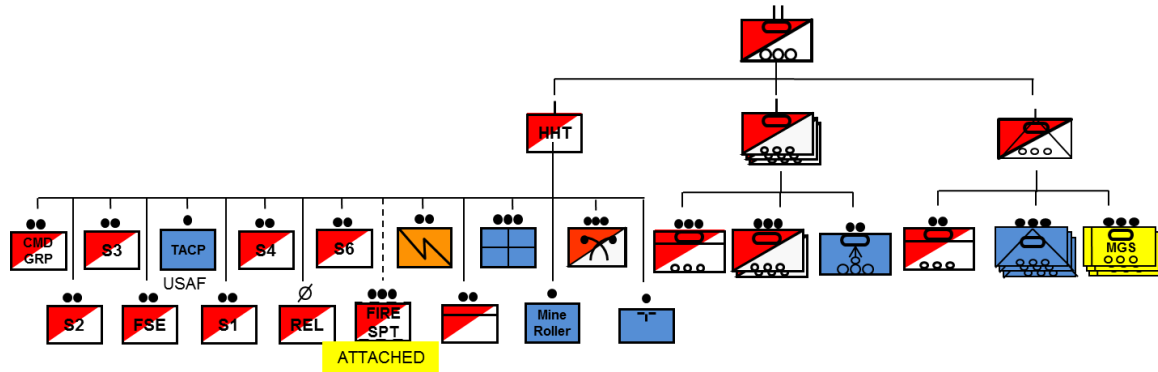 HHT
CMD
GRP
S3
TACP
USAF
S4
S6
MGS
S2
FSE
S1
REL
FIRE
SPT
ATTACHED
Mine
Roller